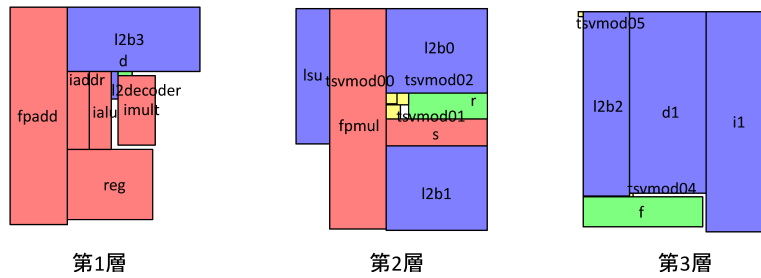 l2b3
d
iaddr
l2decoder
ialu
imult
fpadd
reg
第1層
lsu
l2b0
tsvmod00
tsvmod02
r
tsvmod01
fpmul
s
l2b1
第2層
tsvmod05
l2b2
d1
i1
tsvmod04
f
第3層